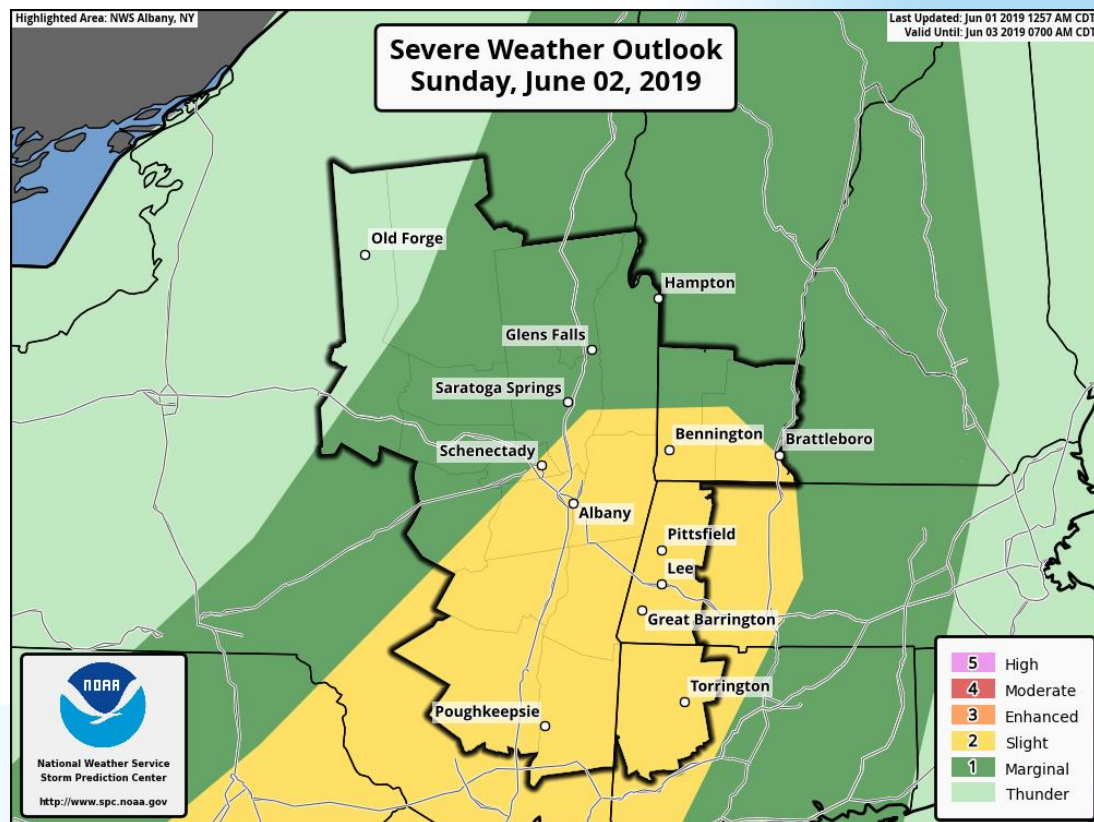 Highlighted Area: NWS Albany, NY
Last Updated: Jun 01 2019 1257 AM CDT
Valid Until: Jun 03 2019 0700 AM CDT
Severe Weather Outlook
Sunday, June 02, 2019
Old Forge
Hampton
Glens Falls
Saratoga Springs
Bennington
Brattleboro
Schenectady
Albany
Pittsfield
Lee
Great Barrington
Torrington
Poughkeepsie
NOAA
National Weather Service
Storm Prediction Center
http://www.spc.noaa.gov
5 High
4 Moderate
3 Enhanced
2 Slight
1 Marginal
Thunder